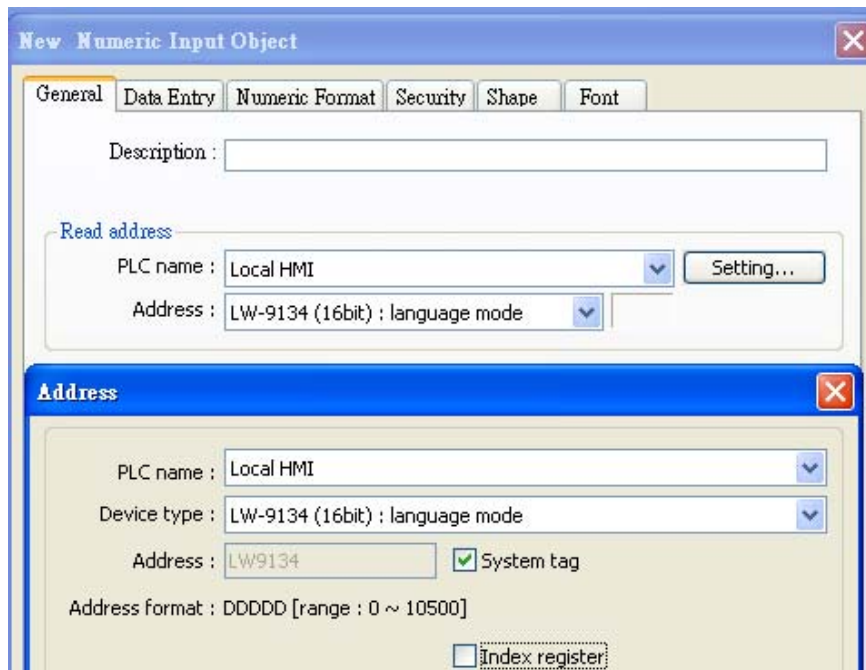 New Numeric Input Object
General Data Entry Numeric Format Security Shape Font
Description :
Read address
PLC name : Local HMI Setting...
Address : LW-9134 (16bit) : language mode
Address
PLC name : Local HMI
Device type : LW-9134 (16bit) : language mode
Address : LW9134 System tag
Address format : DDDDD [range : 0 ~ 10500]
Index register